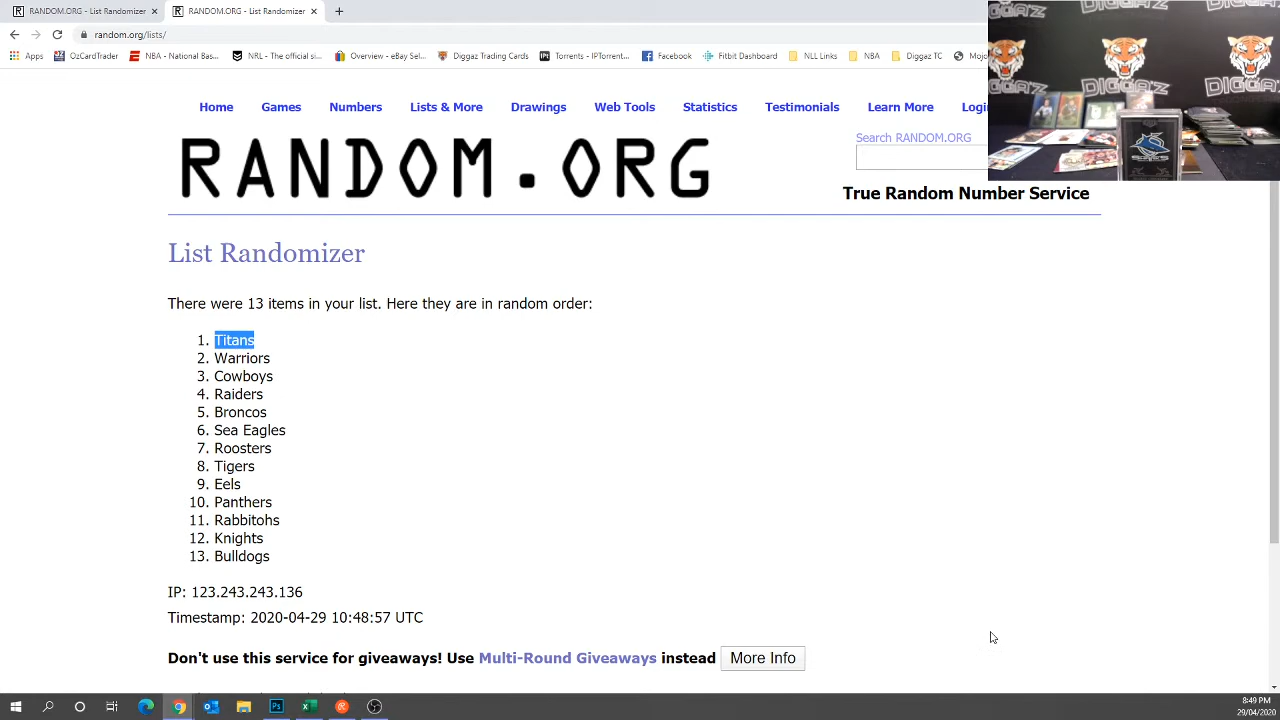 RANDOM.ORG - List Randomizer
RANDOM.ORG - List Randomizer
random.org/lists/
Apps
OzCardTrader
NBA - National Bas...
NRL - The official si...
Overview - eBay Sel...
Diggaz Trading Cards
Torrents - IPTorrent...
Facebook
Fitbit Dashboard
NLL Links
NBA
Diggaz TC
Home Games Numbers Lists & More Drawings Web Tools Statistics Testimonials Learn More
RANDOM.ORG
Search RANDOM.ORG
True Random Number Service
List Randomizer
There were 13 items in your list. Here they are in random order:
1. Titans
2. Warriors
3. Cowboys
4. Raiders
5. Broncos
6. Sea Eagles
7. Roosters
8. Tigers
9. Eels
10. Panthers
11. Rabbitohs
12. Knights
13. Bulldogs
IP: 123.243.243.136
Timestamp: 2020-04-29 10:48:57 UTC
Don't use this service for giveaways! Use Multi-Round Giveaways instead More Info
8:49 PM
29/04/2020
DIGGA'Z
SHARKS